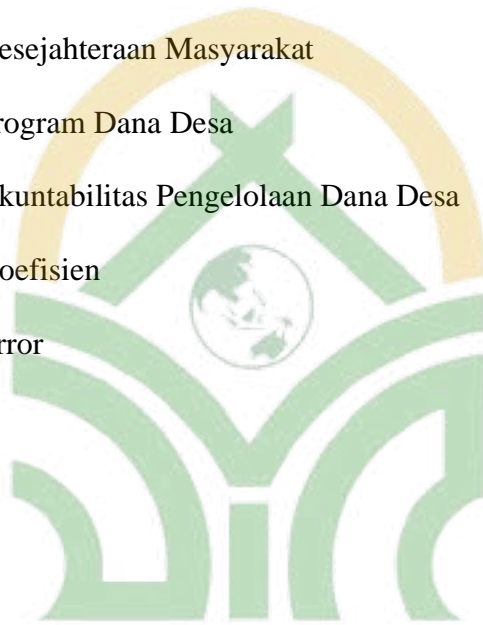 esejahteraan Masyarakat
rogram Dana Desa
kuntabilitas Pengelolaan Dana Desa
oefisien
rror